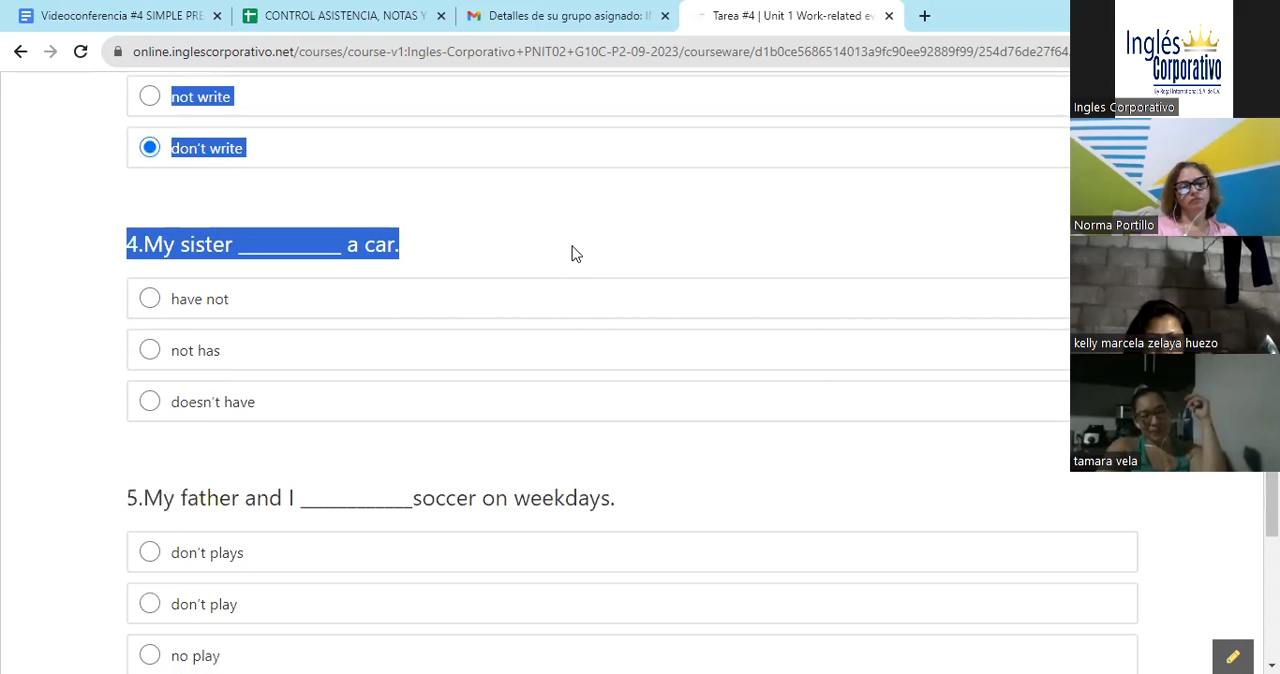 Videoconferencia #4 SIMPLE PRE
CONTROL ASISTENCIA, NOTAS Y
Detalles de su grupo asignado: I
Tarea #4 | Unit 1 Work-related ev
online.inglescorporativo.net/courses/course-v1:Ingles-Corporativo+PNIT02+G10C-P2-09-2023/courseware/d1b0ce5686514013a9fc90ee92889f99/254d76de27f64
not write
don't write
4.My sister __________ a car.
have not
not has
doesn't have
5.My father and I ___________soccer on weekdays.
don't plays
don't play
no play
Inglés
Corporativo
Ingles Corporativo
Norma Portillo
kelly marcela zelaya huezo
tamara vela